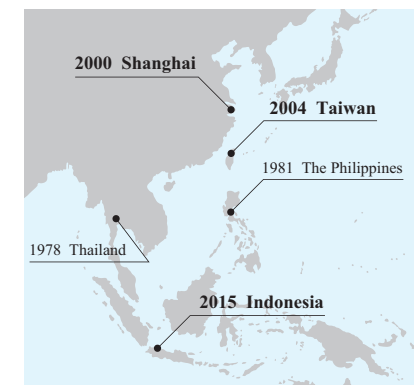 2000 Shanghai
2004 Taiwan
1981 The Philippines
1978 Thailand
2015 Indonesia